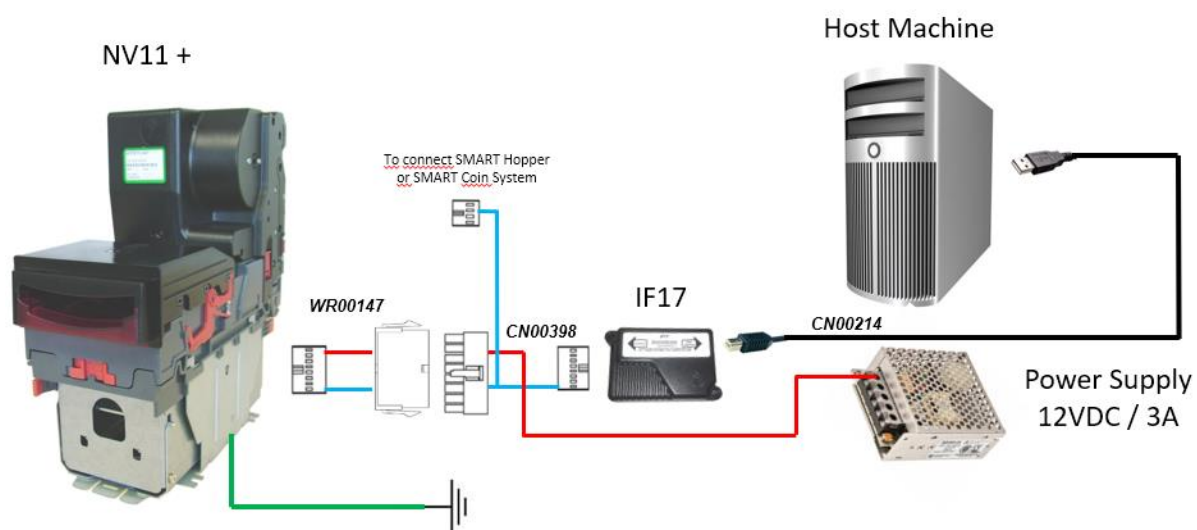 Host Machine
NV11 +
To connect SMART Hopper
or SMART Coin System
IF17
WR00147
CN00398
CN00214
Power Supply
12VDC / 3A